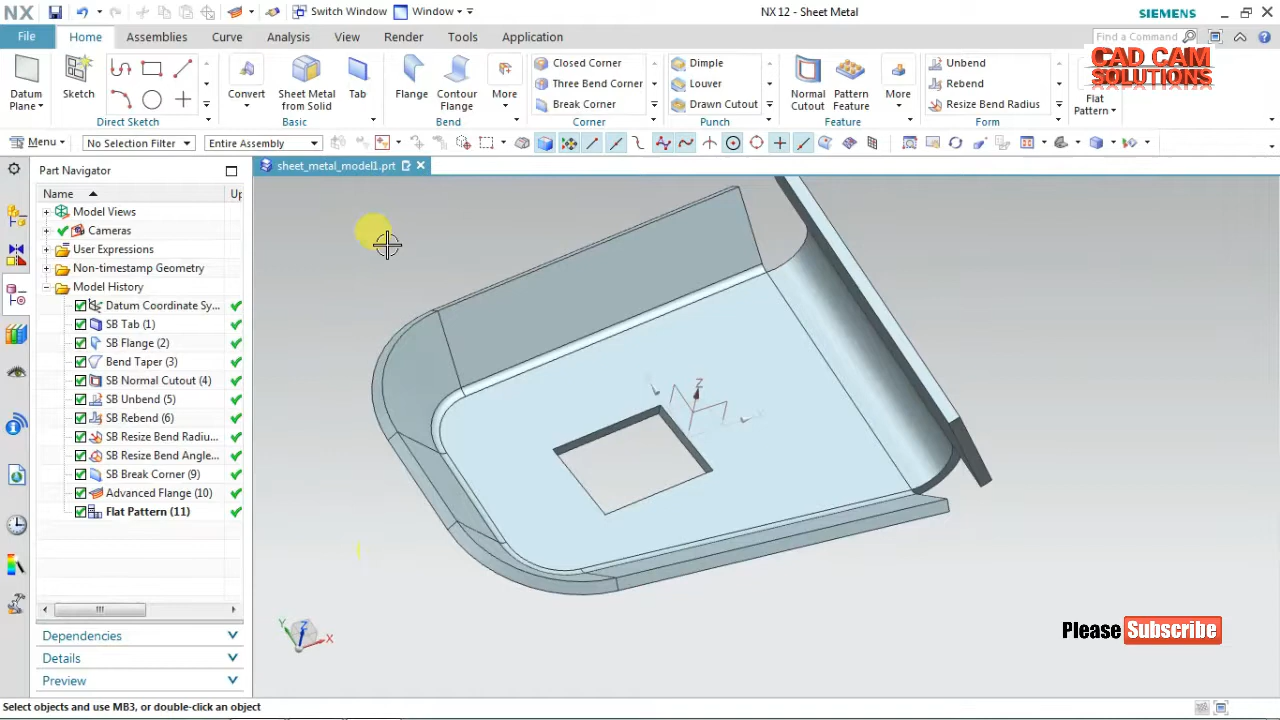 NX Switch Window Window NX 12 - Sheet Metal SIEMENS
File Home Assemblies Curve Analysis View Render Tools Application Find a Command
CAD CAM
SOLUTIONS
Datum
Plane
Sketch
Direct Sketch
Convert
Sheet Metal
from Solid
Tab
Basic
Flange
Contour
Flange
More
Bend
Closed Corner
Three Bend Corner
Break Corner
Corner
Dimple
Louver
Drawn Cutout
Punch
Normal
Cutout
Pattern
Feature
More
Feature
Unbend
Rebend
Resize Bend Radius
Form
Flat
Pattern
Menu No Selection Filter Entire Assembly
Part Navigator
sheet_metal_model1.prt
Name Up
Model Views
Cameras
User Expressions
Non-timestamp Geometry
Model History
Datum Coordinate Sy...
SB Tab (1)
SB Flange (2)
Bend Taper (3)
SB Normal Cutout (4)
SB Unbend (5)
SB Rebend (6)
SB Resize Bend Radiu...
SB Resize Bend Angle...
SB Break Corner (9)
Advanced Flange (10)
Flat Pattern (11)
Z
Y Z X
Please Subscribe
Dependencies
Details
Preview
Select objects and use MB3, or double-click an object